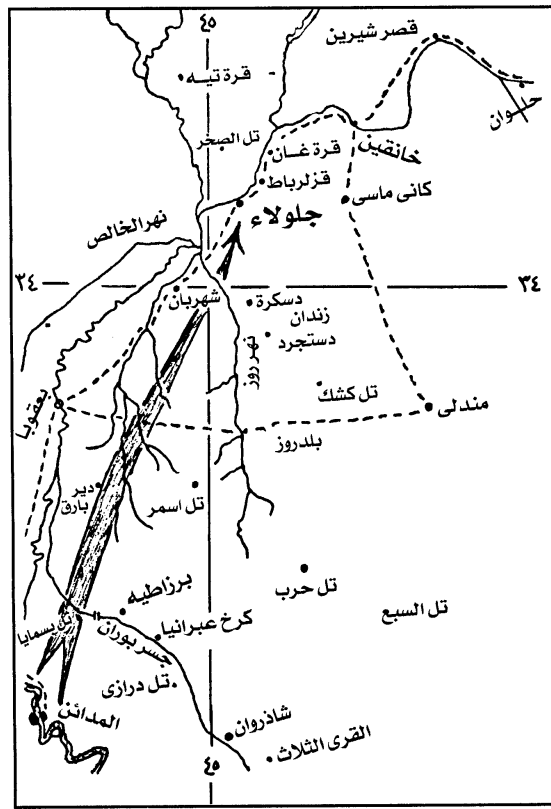 ٤٥
قصر شيرين
قرة تپه
حلوان
تل الصخر
خانقين
قرة غان
قزلرباط
كانى ماسى
جلولاء
نهر الخالص
٣٤
٣٤
شهربان
دسكرة
زندان
دستجرد
نهر روز
تل كشك
بعقوبا
مندلى
بلدروز
دير
بارق
تل اسمر
تل حرب
برزاطيه
تل السبع
كرخ عبرانيا
تل بسمايا
جسر بوران
تل درازى
المدائن
شاذروان
القرى الثلاث
٤٥